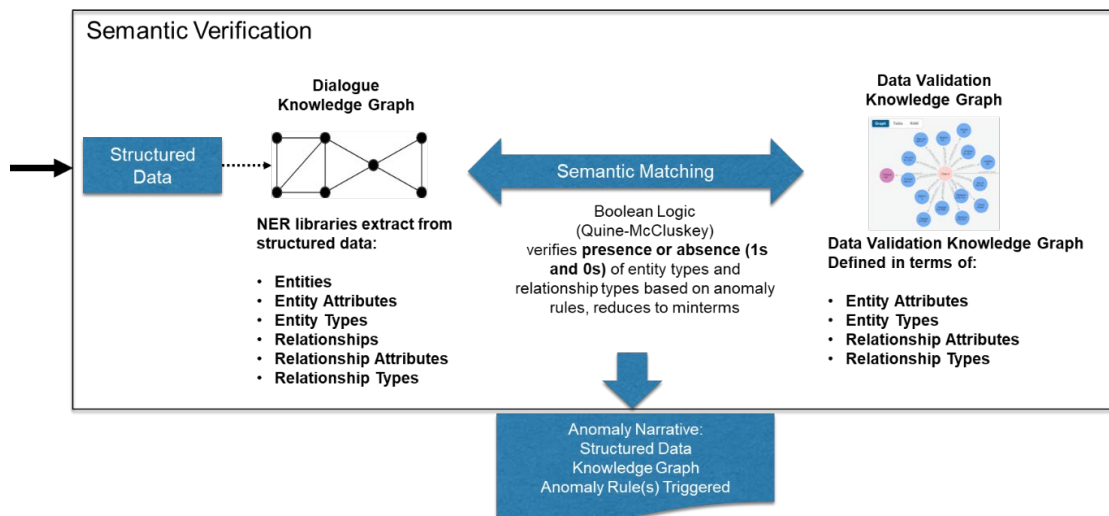 Semantic Verification
Dialogue
Knowledge Graph
Data Validation
Knowledge Graph
Graph Table RAW
Structured
Data
Semantic Matching
NER libraries extract from
structured data:
• Entities
• Entity Attributes
• Entity Types
• Relationships
• Relationship Attributes
• Relationship Types
Boolean Logic
(Quine-McCluskey)
verifies presence or absence (1s
and 0s) of entity types and
relationship types based on anomaly
rules, reduces to minterms
Data Validation Knowledge Graph
Defined in terms of:
• Entity Attributes
• Entity Types
• Relationship Attributes
• Relationship Types
Anomaly Narrative:
Structured Data
Knowledge Graph
Anomaly Rule(s) Triggered